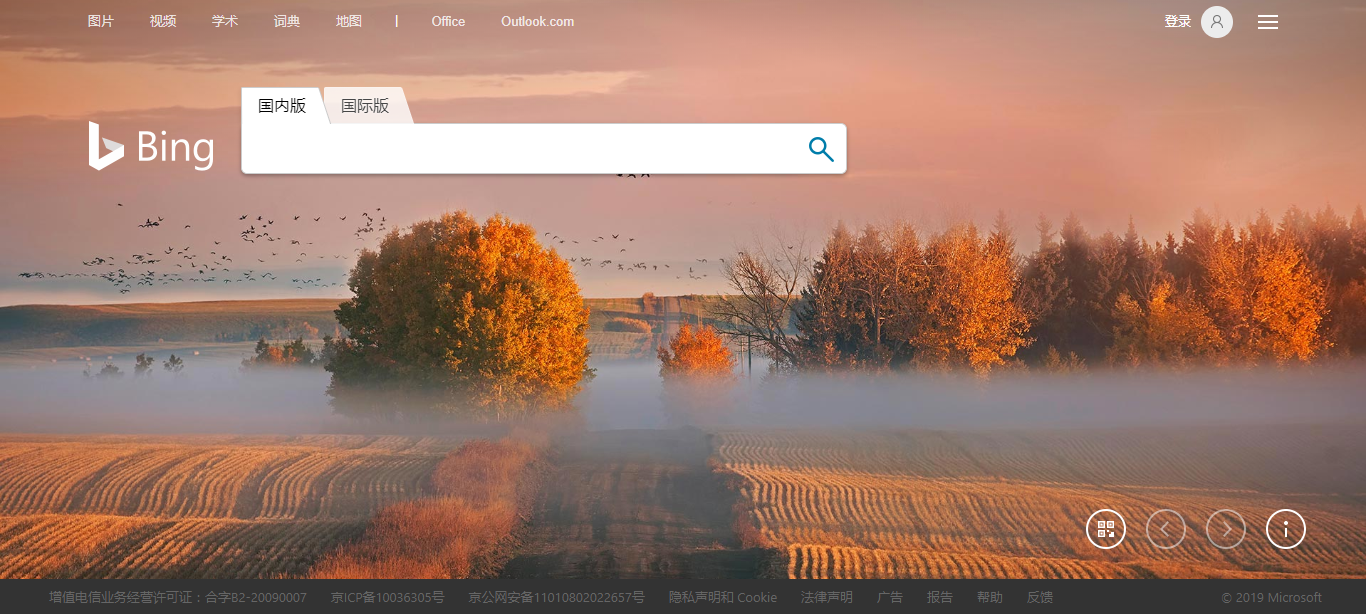 图片 视频 学术 词典 地图 | Office Outlook.com 登录
国内版 国际版
Bing
增值电信业务经营许可证：合字B2-20090007 京ICP备10036305号 京公网安备11010802022657号 隐私声明和 Cookie 法律声明 广告 报告 帮助 反馈 © 2019 Microsoft